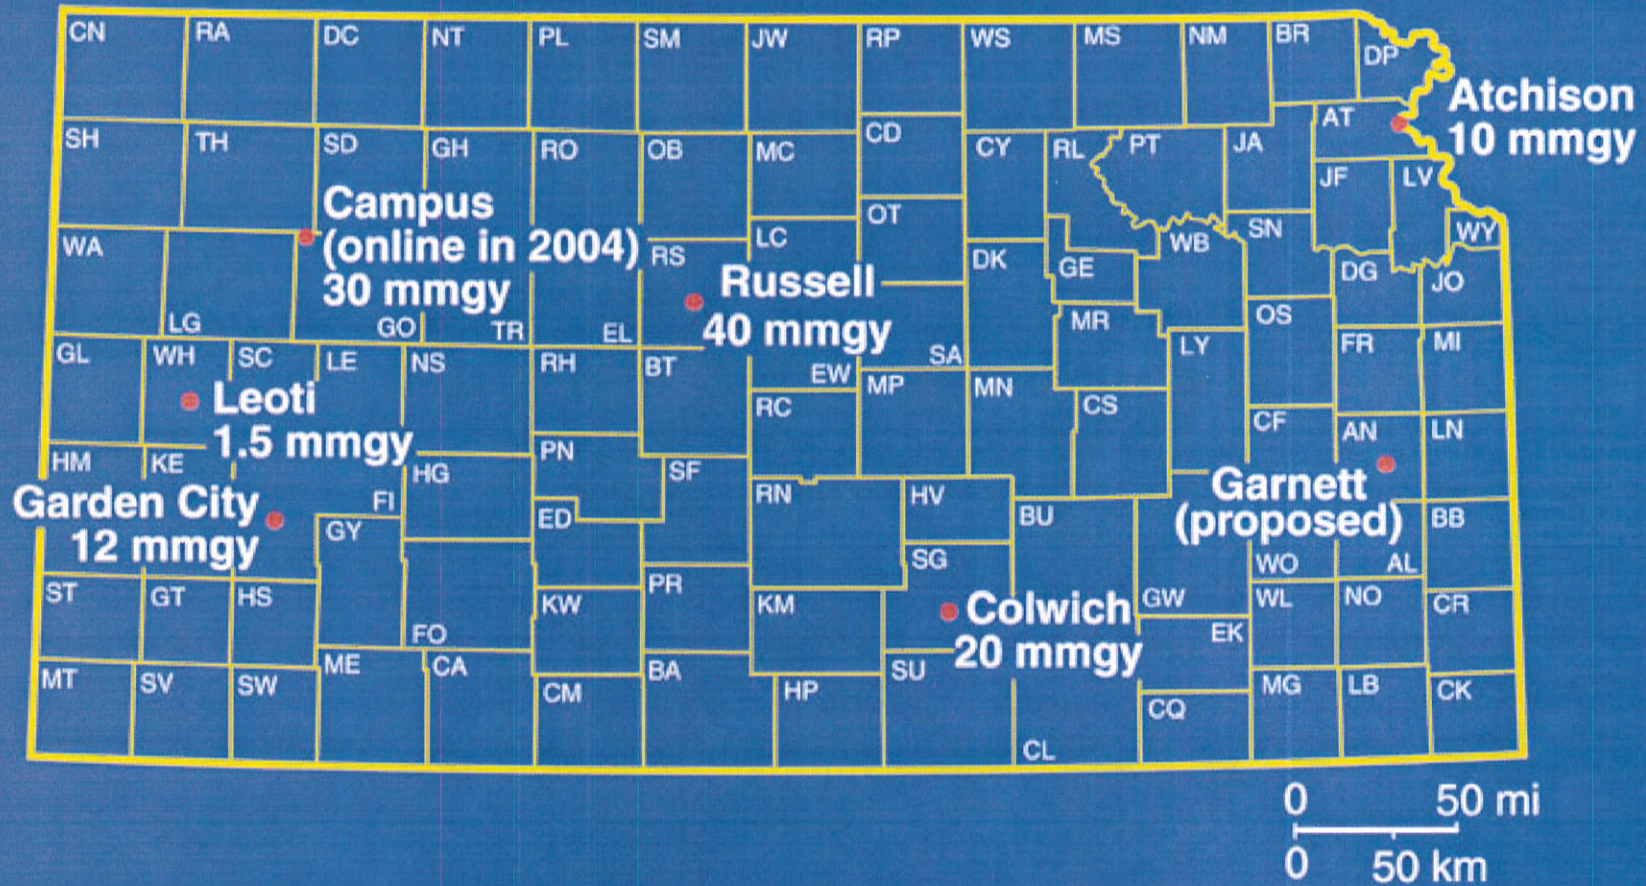 CN RA DC NT PL SM JW RP WS MS NM BR DP
Atchison
10 mmgy
SH TH SD GH RO OB MC CD CY RL PT JA AT
JF LV
Campus
(online in 2004)
30 mmgy
WA LG GO TR EL RS LC OT DK GE WB SN WY
DG JO
Russell
40 mmgy
SA EW MR OS
GL WH SC LE NS RH BT RC MP MN CS LY FR MI
Leoti
1.5 mmgy
CF AN LN
HM KE FI HG PN SF RN HV BU
Garnett
(proposed)
BB
Garden City
12 mmgy
GY ED SG WO AL
ST GT HS FO KW PR KM GW WL NO CR
Colwich
20 mmgy
EK
MT SV SW ME CA CM BA HP SU CL CQ MG LB CK
0 50 mi
0 50 km